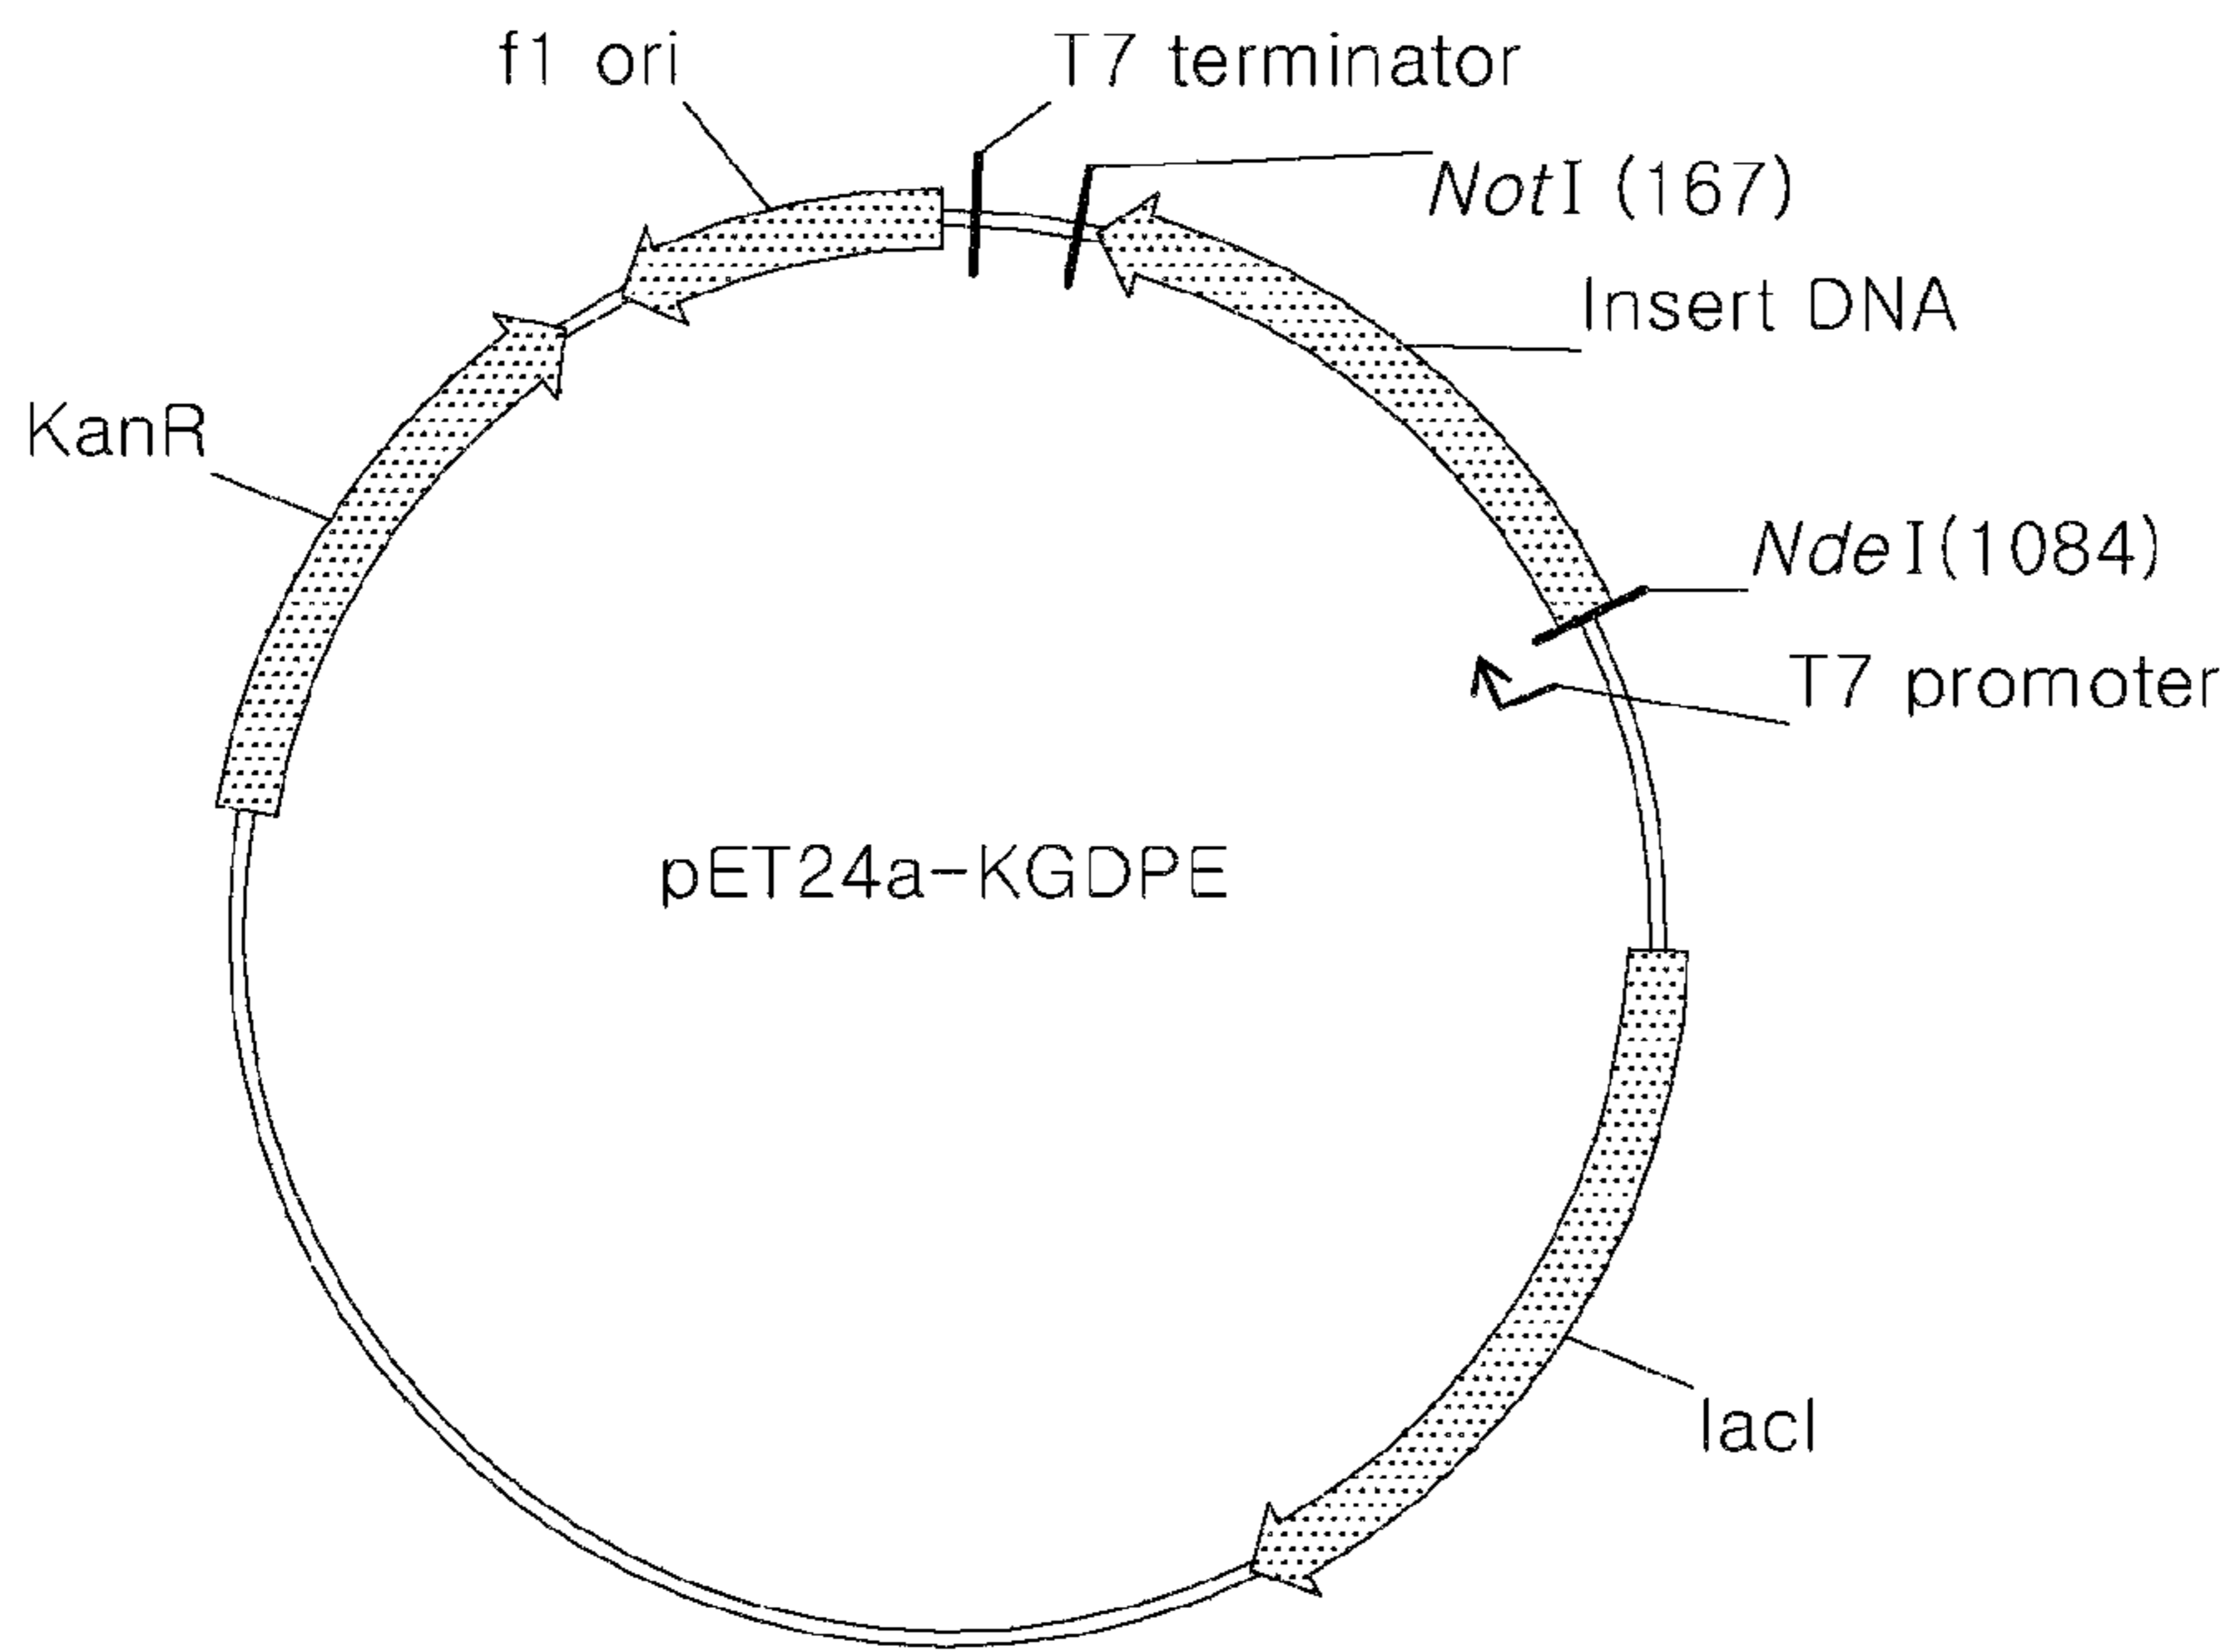 f1 ori
T7 terminator
NotI (167)
Insert DNA
KanR
NdeI(1084)
T7 promoter
pET24a-KGDPE
lacI